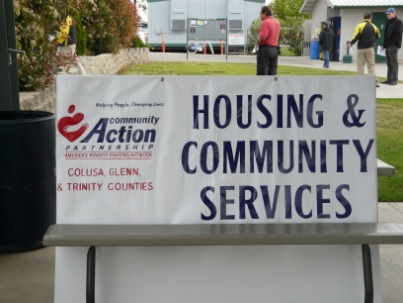 Helping People. Changing Lives.
community
Action
PARTNERSHIP
AMERICA'S POVERTY FIGHTING NETWORK
COLUSA, GLENN,
& TRINITY COUNTIES
HOUSING &
COMMUNITY
SERVICES